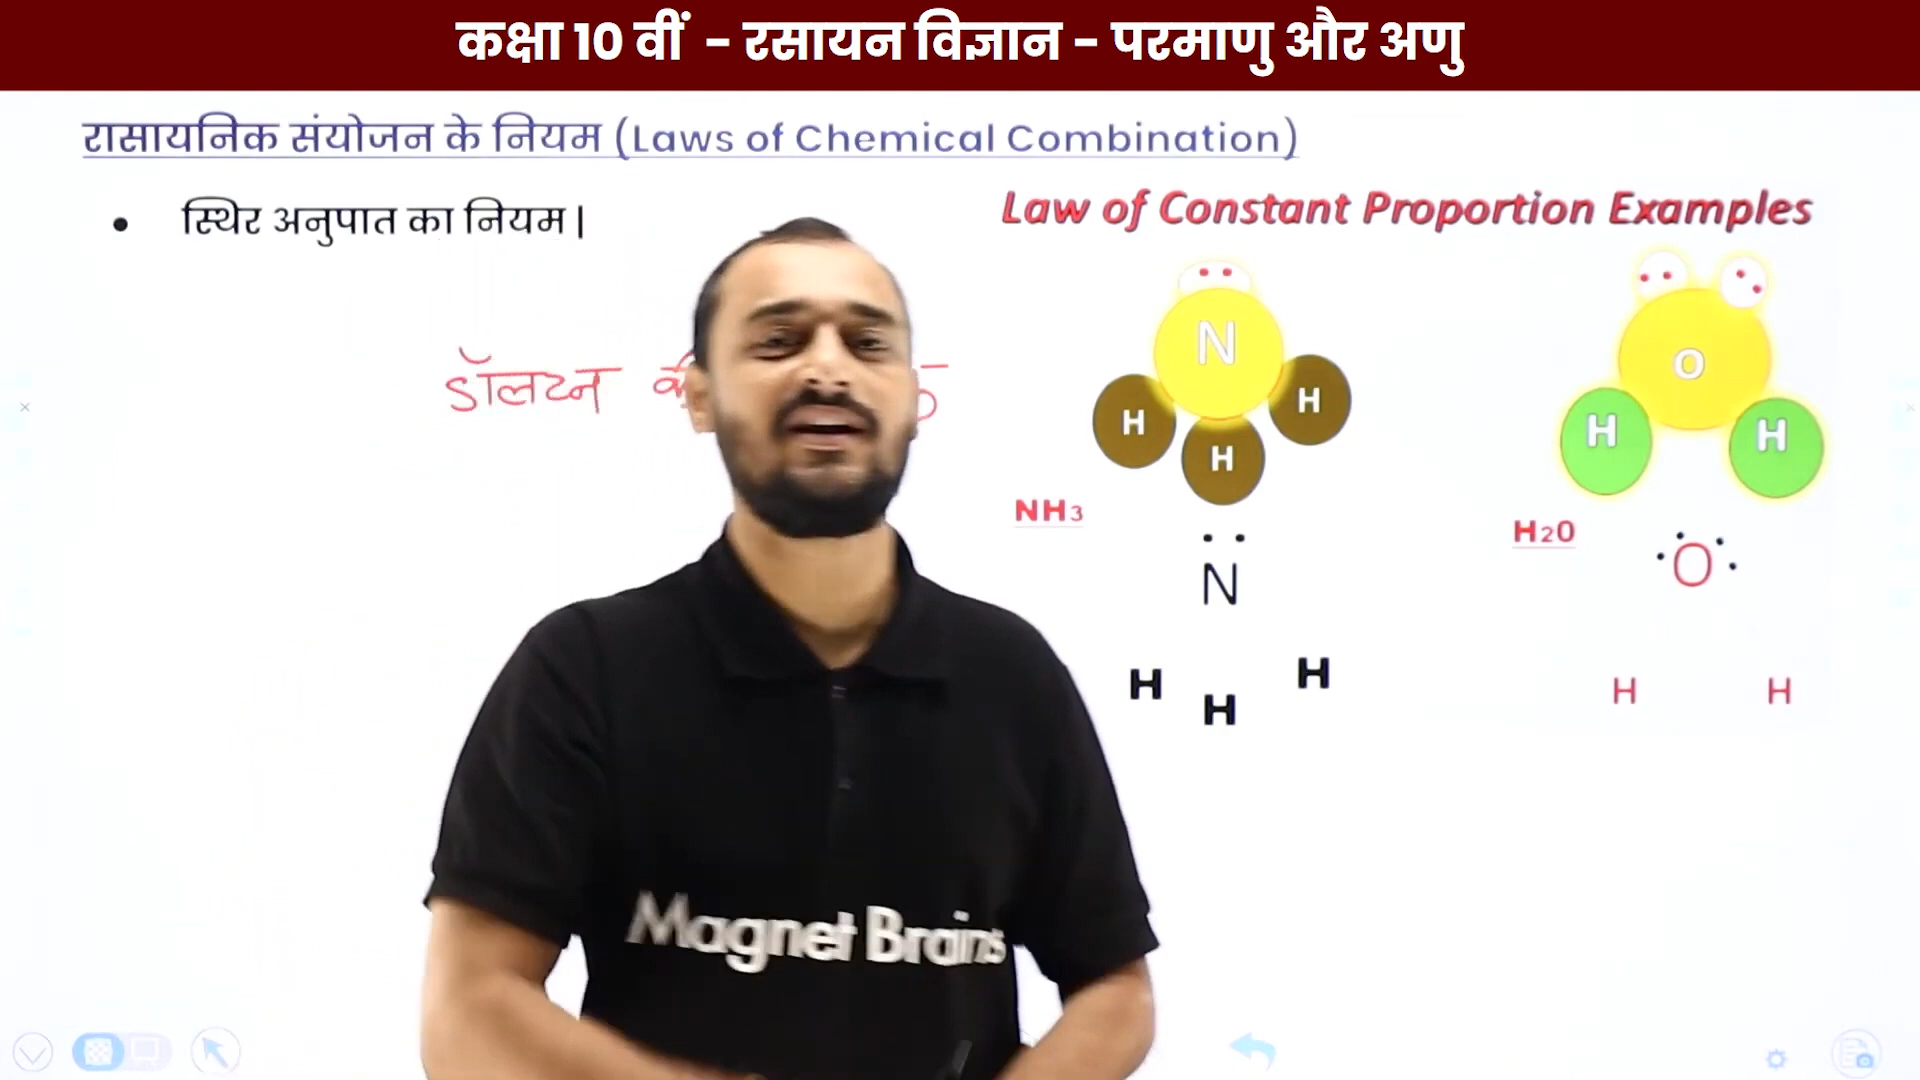 कक्षा 10 वीं - रसायन विज्ञान - परमाणु और अणु
रासायनिक संयोजन के नियम (Laws of Chemical Combination)
• स्थिर अनुपात का नियम |
Law of Constant Proportion Examples
डॉल्टन
N
H
H
H
NH3
N
H
H
H
O
H
H
H2O
O
H
H
Magnet Brains